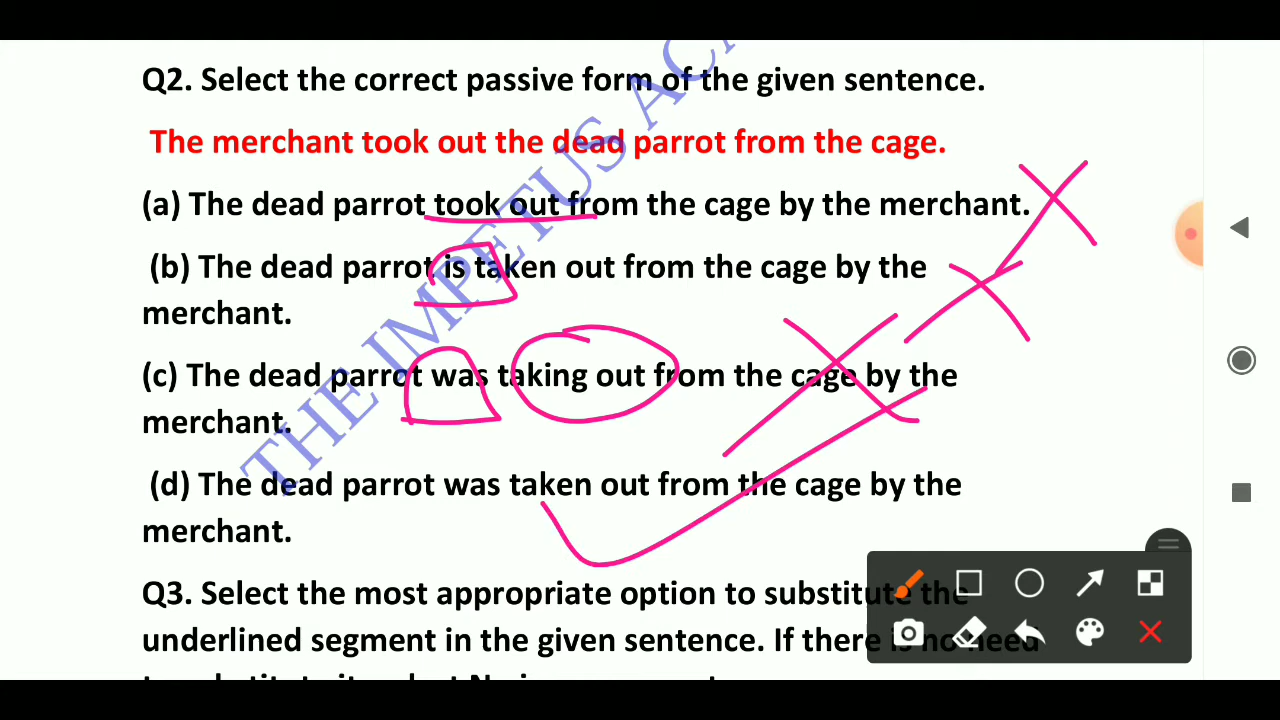 Q2. Select the correct passive form of the given sentence.
The merchant took out the dead parrot from the cage.
(a) The dead parrot took out from the cage by the merchant.
(b) The dead parrot is taken out from the cage by the
merchant.
(c) The dead parrot was taking out from the cage by the
merchant.
(d) The dead parrot was taken out from the cage by the
merchant.
Q3. Select the most appropriate option to substitute the
underlined segment in the given sentence. If there is no need
THE IMPETUS